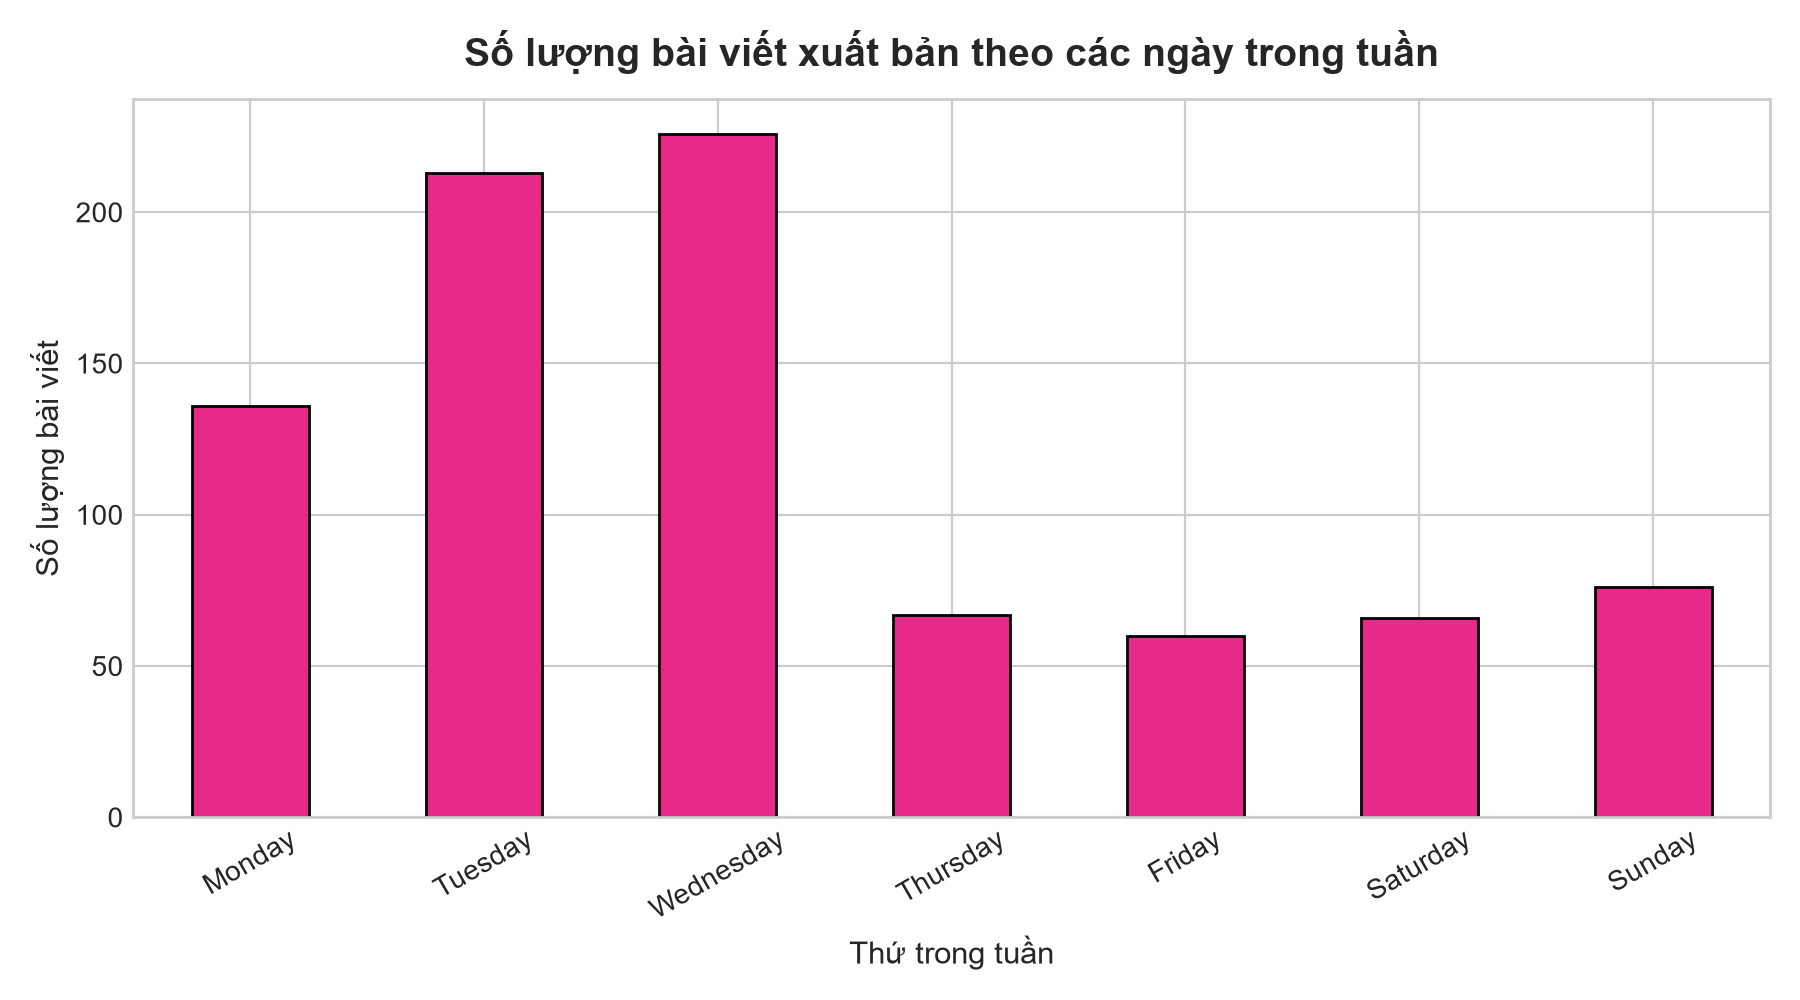 Số lượng bài viết xuất bản theo các ngày trong tuần
Số lượng bài viết
200
150
100
50
0
Monday
Tuesday
Wednesday
Thursday
Friday
Saturday
Sunday
Thứ trong tuần